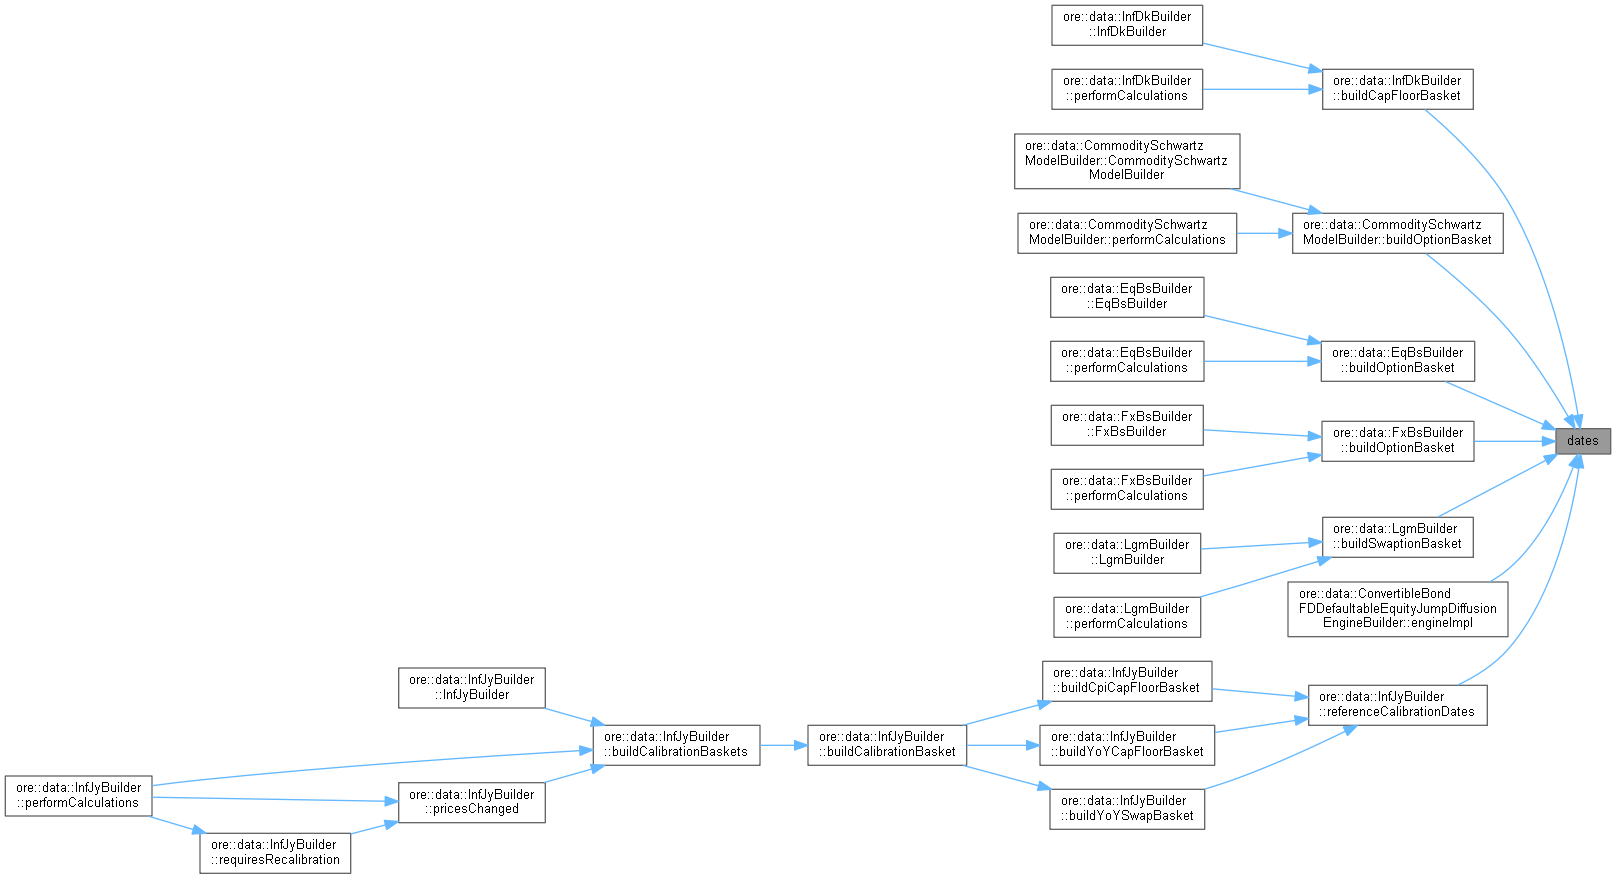 ore::data::InfDkBuilder
::InfDkBuilder
ore::data::InfDkBuilder
::performCalculations
ore::data::InfDkBuilder
::buildCapFloorBasket
ore::data::CommoditySchwartz
ModelBuilder::CommoditySchwartz
ModelBuilder
ore::data::CommoditySchwartz
ModelBuilder::performCalculations
ore::data::CommoditySchwartz
ModelBuilder::buildOptionBasket
ore::data::EqBsBuilder
::EqBsBuilder
ore::data::EqBsBuilder
::performCalculations
ore::data::EqBsBuilder
::buildOptionBasket
ore::data::FxBsBuilder
::FxBsBuilder
ore::data::FxBsBuilder
::performCalculations
ore::data::FxBsBuilder
::buildOptionBasket
dates
ore::data::LgmBuilder
::LgmBuilder
ore::data::LgmBuilder
::performCalculations
ore::data::LgmBuilder
::buildSwaptionBasket
ore::data::ConvertibleBond
FDDefaultableEquityJumpDiffusion
EngineBuilder::engineImpl
ore::data::InfJyBuilder
::InfJyBuilder
ore::data::InfJyBuilder
::performCalculations
ore::data::InfJyBuilder
::requiresRecalibration
ore::data::InfJyBuilder
::pricesChanged
ore::data::InfJyBuilder
::buildCalibrationBaskets
ore::data::InfJyBuilder
::buildCalibrationBasket
ore::data::InfJyBuilder
::buildCpiCapFloorBasket
ore::data::InfJyBuilder
::buildYoYCapFloorBasket
ore::data::InfJyBuilder
::buildYoYSwapBasket
ore::data::InfJyBuilder
::referenceCalibrationDates